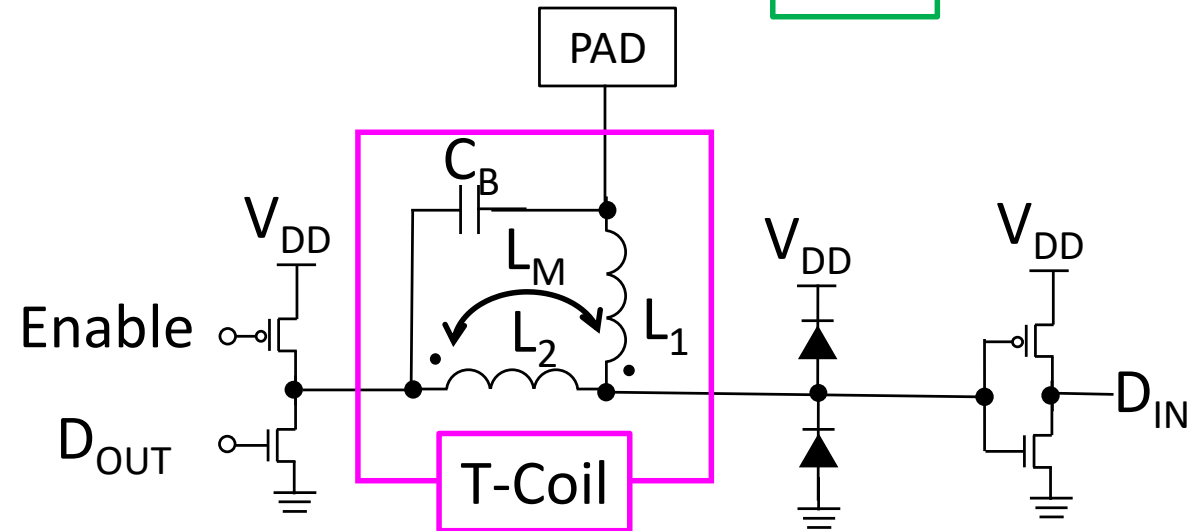 PAD
C_B
V_DD
L_M
V_DD
V_DD
Enable
L_2
L_1
D_IN
D_OUT
T-Coil